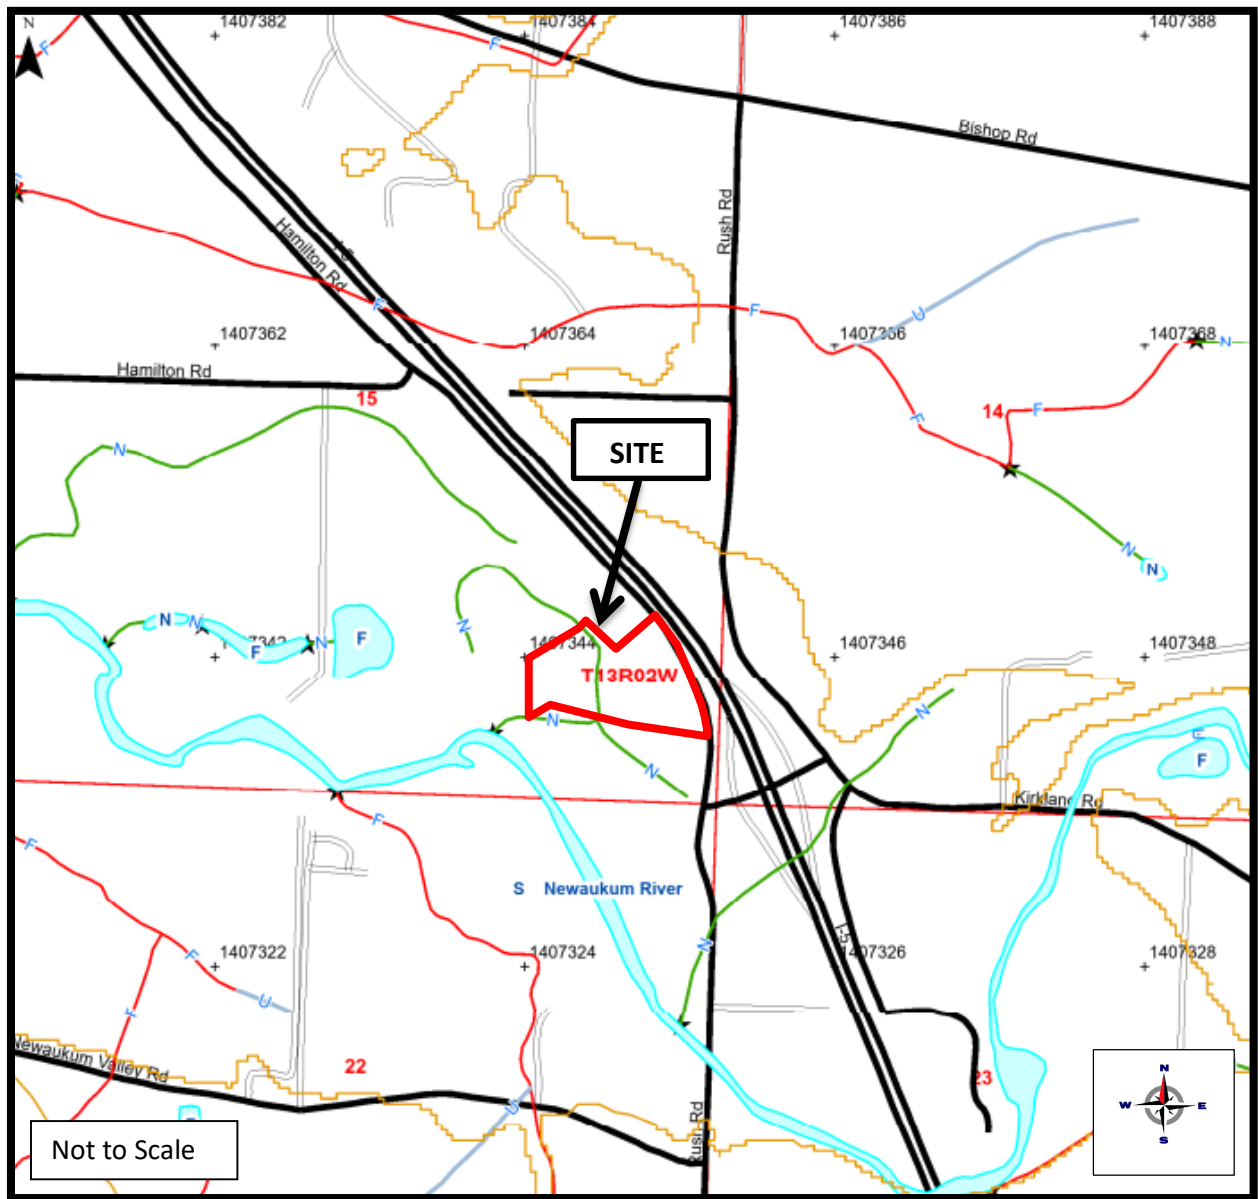 N
1407382
1407384
1407386
1407388
F
F
Bishop Rd
Rush Rd
Hamilton Rd
F
F
U
1407362
1407364
1407366
1407368
N
Hamilton Rd
15
14
F
F
N
SITE
N
N
N
N
N
F
1407342
N
F
N
1407344
1407346
1407348
T13R02W
N
N
N
F
Kirkland Rd
F
F
S Newaukum River
N
I-5
1407322
1407324
1407326
1407328
F
U
F
Newaukum Valley Rd
22
23
S
Rush Rd
Not to Scale
N
W
E
S